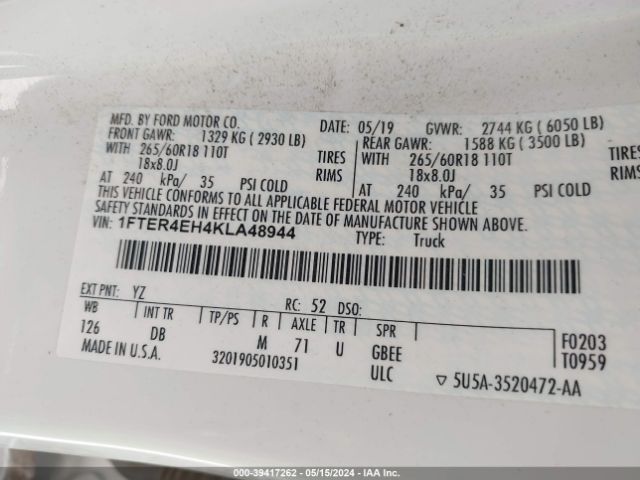 MFD. BY FORD MOTOR CO.
DATE: 05/19 GVWR: 2744 KG ( 6050 LB)
FRONT GAWR: 1329 KG ( 2930 LB) REAR GAWR: 1588 KG ( 3500 LB)
WITH 265/60R18 110T TIRES WITH 265/60R18 110T TIRES
18x8.0J RIMS 18x8.0J RIMS
AT 240 kPa/ 35 PSI COLD AT 240 kPa/ 35 PSI COLD
THIS VEHICLE CONFORMS TO ALL APPLICABLE FEDERAL MOTOR VEHICLE
SAFETY STANDARDS IN EFFECT ON THE DATE OF MANUFACTURE SHOWN ABOVE.
VIN: 1FTER4EH4KLA48944
TYPE: Truck
EXT PNT: YZ RC: 52 DSO:
WB INT TR TP/PS R AXLE TR SPR
126 DB M 71 U GBEE F0203
MADE IN U.S.A. 3201905010351 ULC T0959
▽ 5U5A-3520472-AA
000-39417262 - 05/15/2024 - IAAI.COM